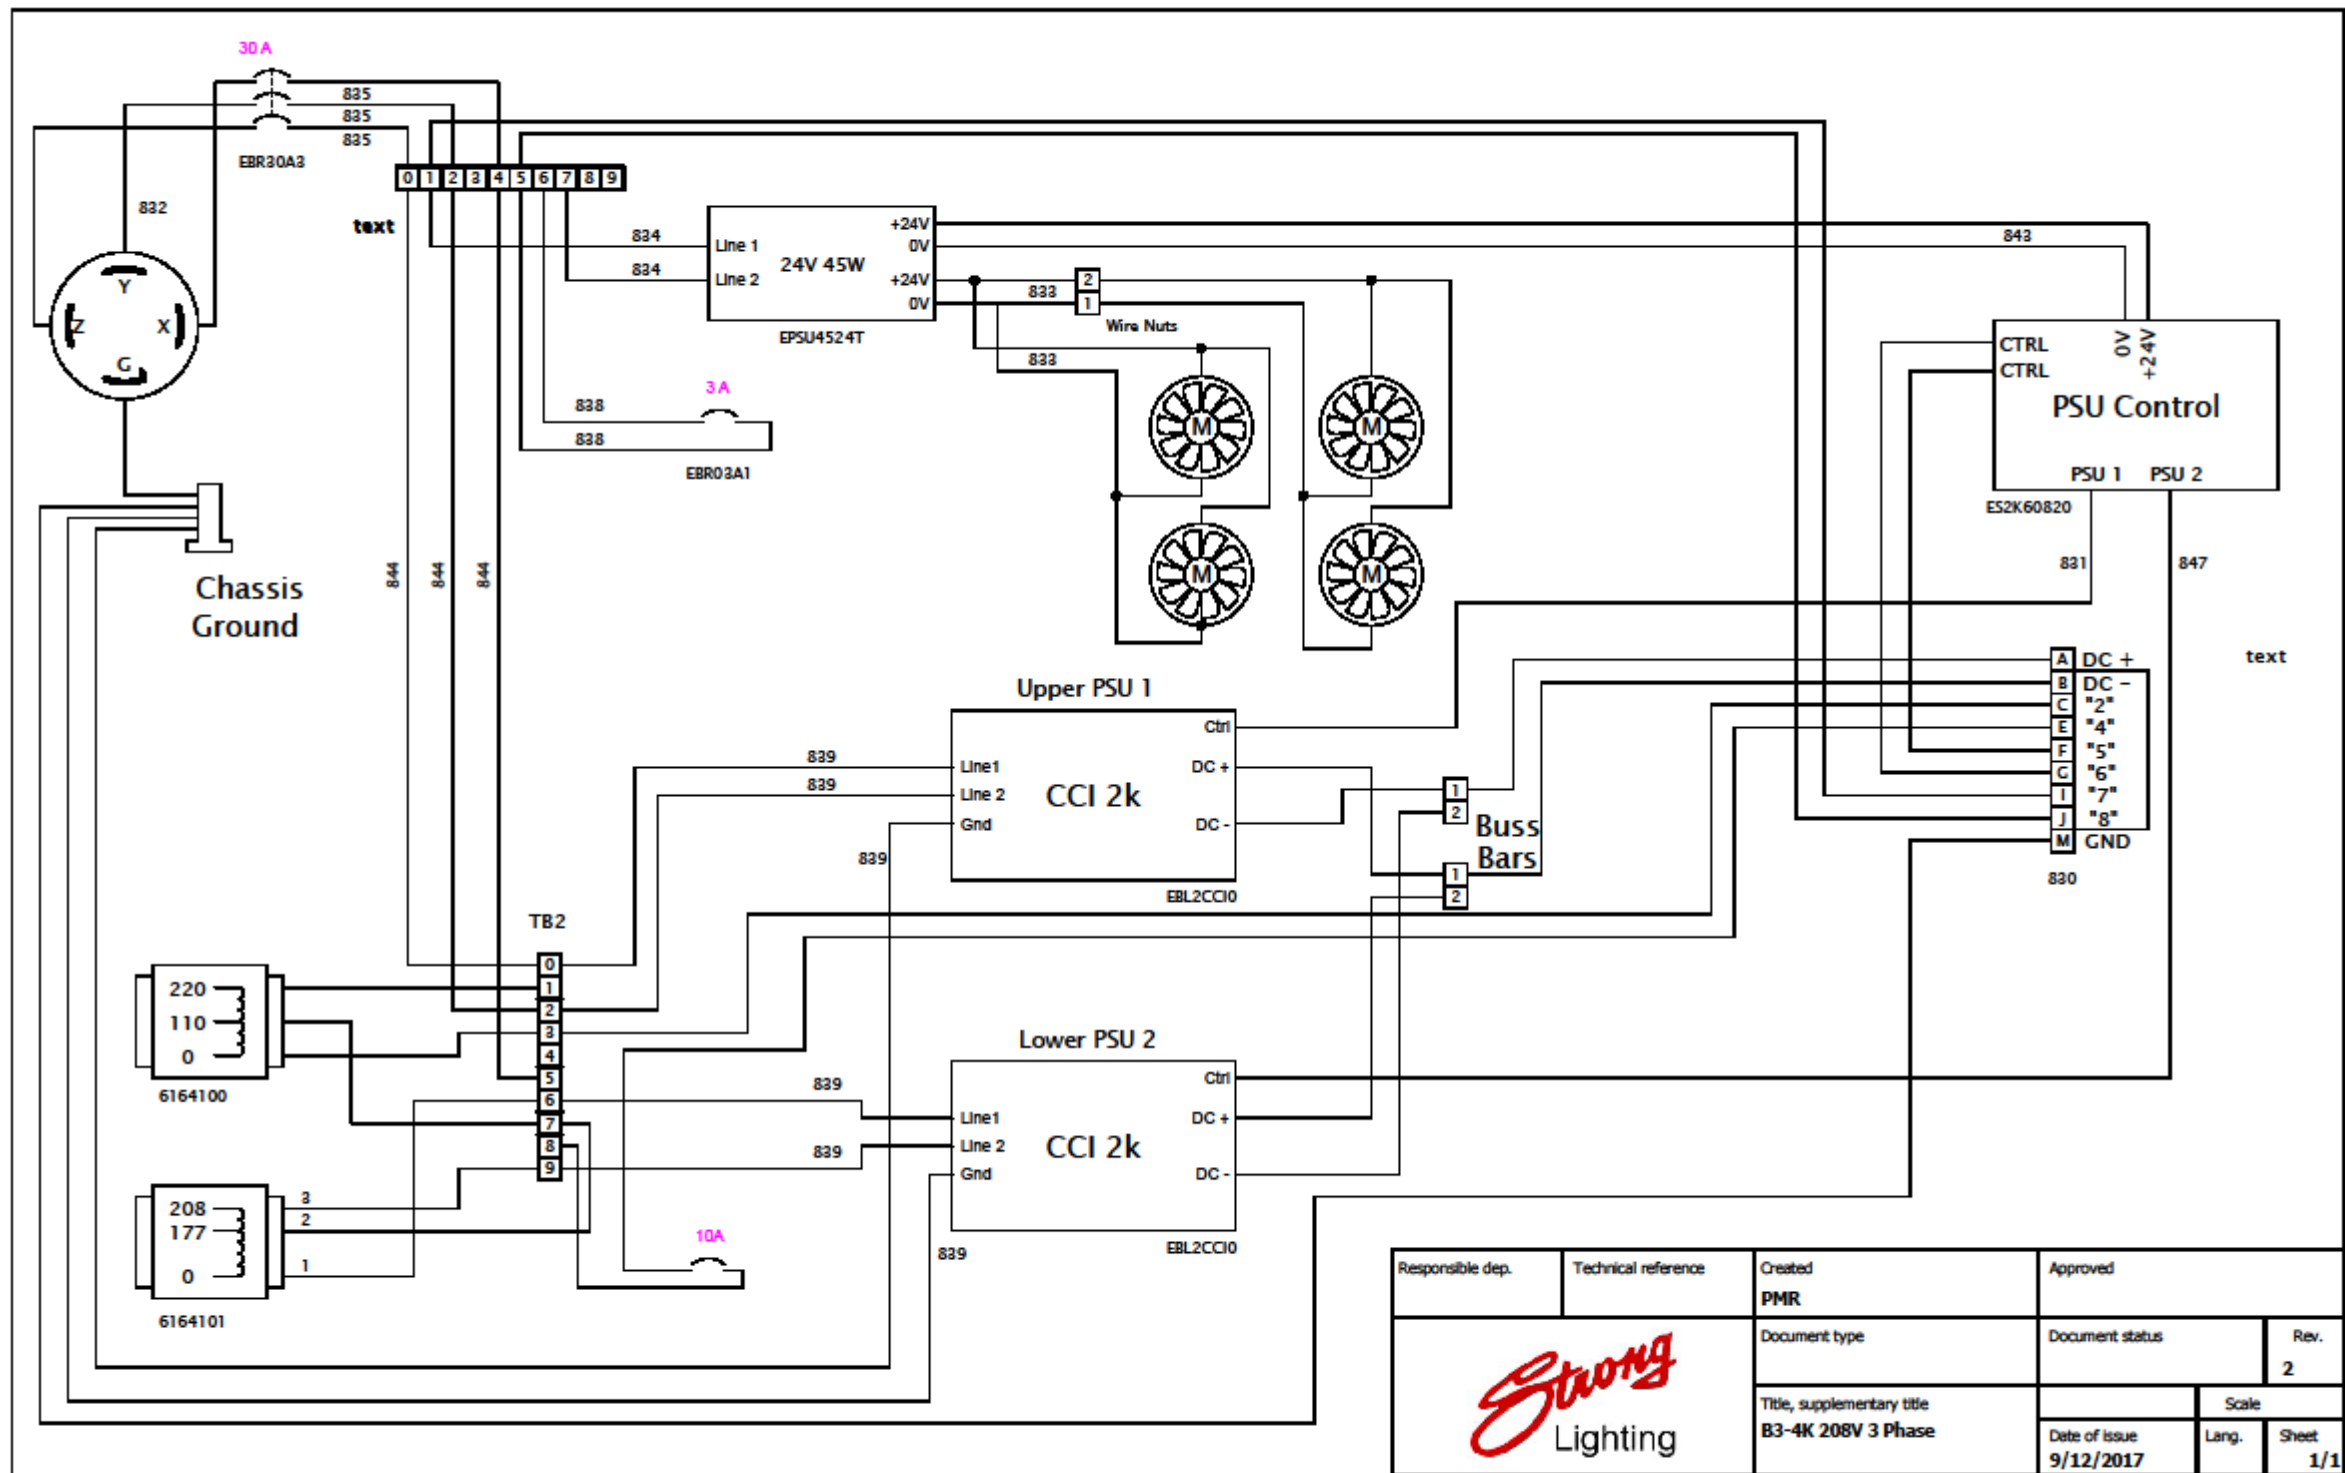 30 A
835
835
835
EBR30A3
832
0 1 2 3 4 5 6 7 8 9
text
Y
Z X
G
Chassis
Ground
834
834
Line 1
Line 2
24V 45W
+24V
0V
+24V
0V
EPSU4524T
833
833
2
1
Wire Nuts
843
3 A
838
838
EBR03A1
M M
M M
CTRL
CTRL
0V
+24V
PSU Control
PSU 1 PSU 2
ES2K60820
831
847
844 844 844
text
A DC +
B DC -
C "2"
E "4"
F "5"
G "6"
I "7"
J "8"
M GND
830
Upper PSU 1
Ctrl
839
839
839
Line1
Line 2
Gnd
CCI 2k
DC +
DC -
EBL2CCI0
1
2
Buss
Bars
1
2
TB2
0
1
2
3
4
5
6
7
8
9
220
110
0
6164100
208
177
0
3
2
1
6164101
10A
Lower PSU 2
Ctrl
839
839
839
Line1
Line 2
Gnd
CCI 2k
DC +
DC -
EBL2CCI0
Responsible dep.
Technical reference
Created
PMR
Approved
Strong
Lighting
Document type
Document status
Rev.
2
Title, supplementary title
B3-4K 208V 3 Phase
Scale
Date of issue
9/12/2017
Lang.
Sheet
1/1